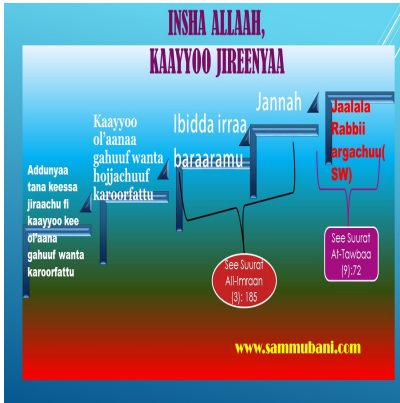 INSHA ALLAAH,
KAAYYOO JIREENYAA
Addunyaa
tana keessa
jiraachu fi
kaayyoo kee
ol'aana
gahuuf wanta
karoorfattu
Kaayyoo
ol'aanaa
gahuuf wanta
hojjachuuf
karoorfattu
Ibidda irraa
baraaramu
Jannah
Jaalala
Rabbii
argachuu(
SW)
See Suurat
Ali-Imraan
(3): 185
See Suurat
At-Tawbaa
(9):72
www.sammubani.com